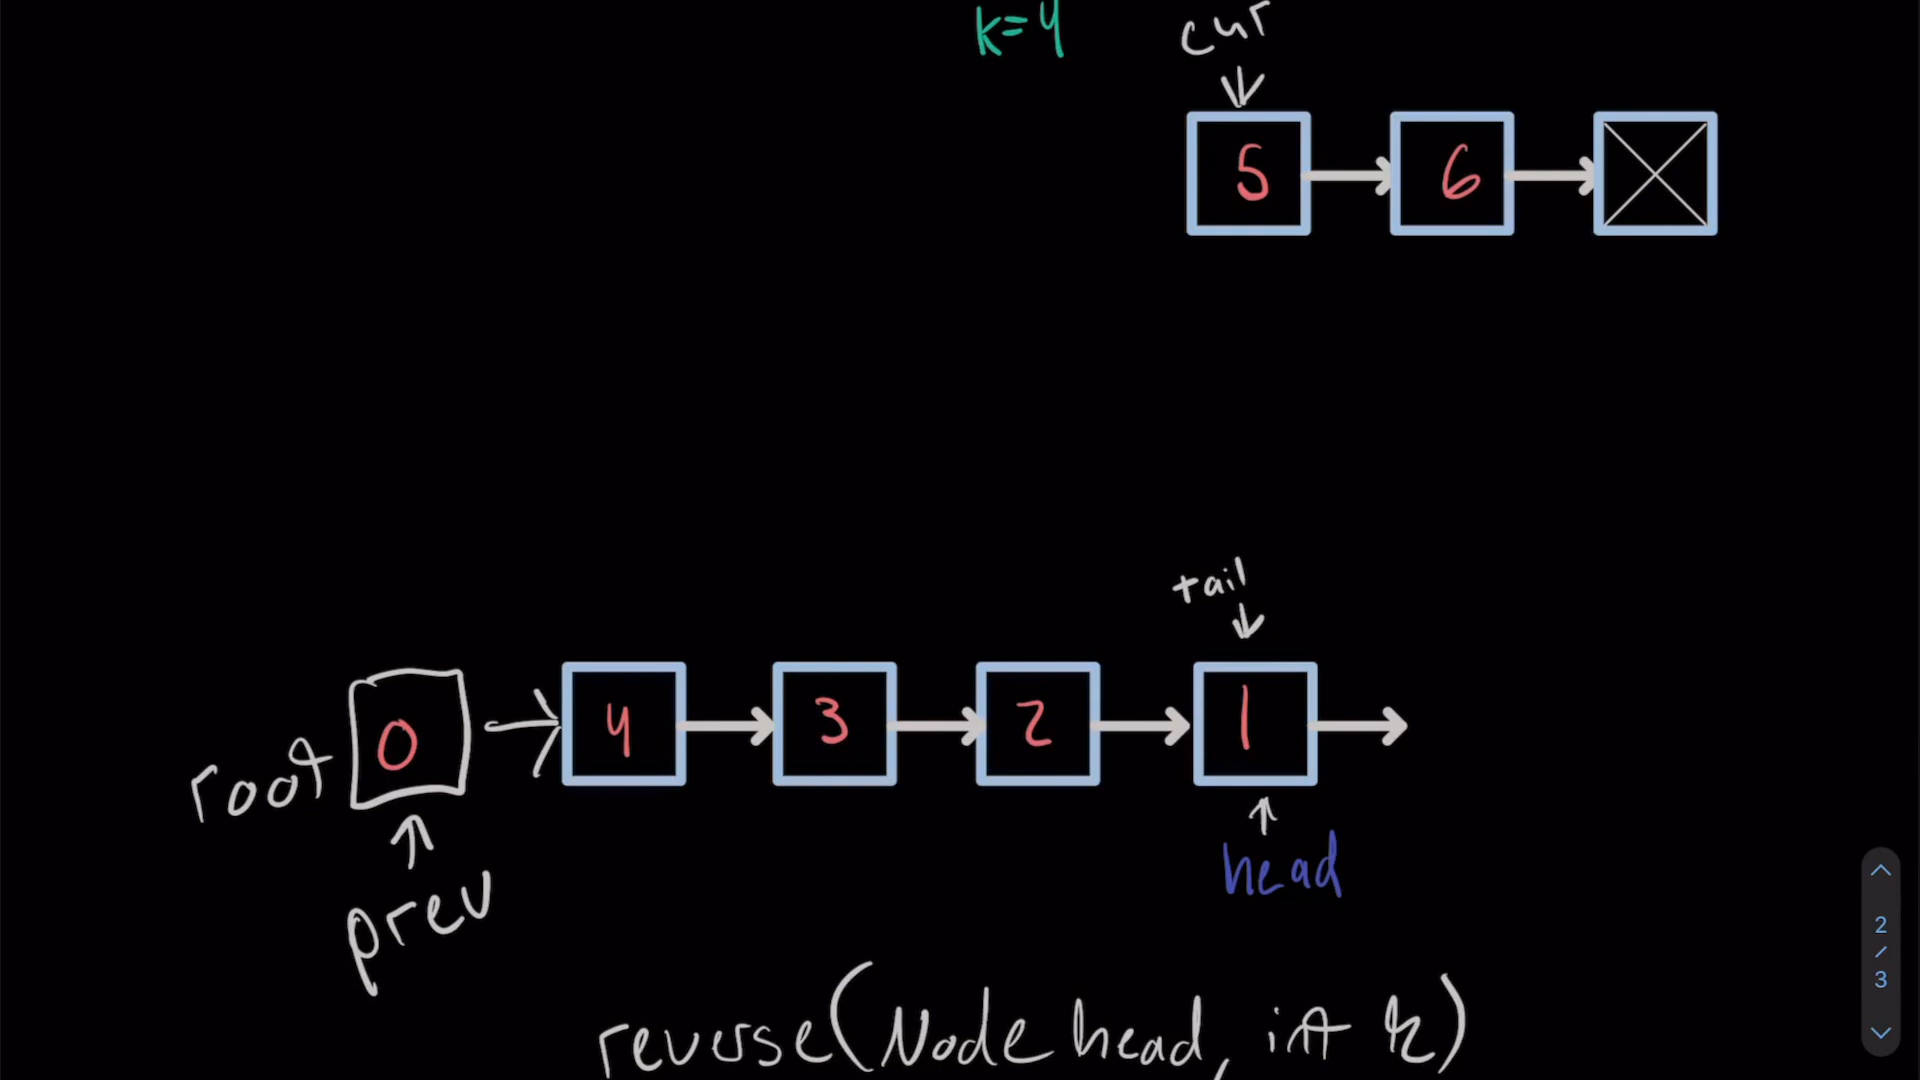 k=4 cur
5 6
tail
root 0 4 3 2 1
prev head
reverse(Node head, int k)
2
/
3